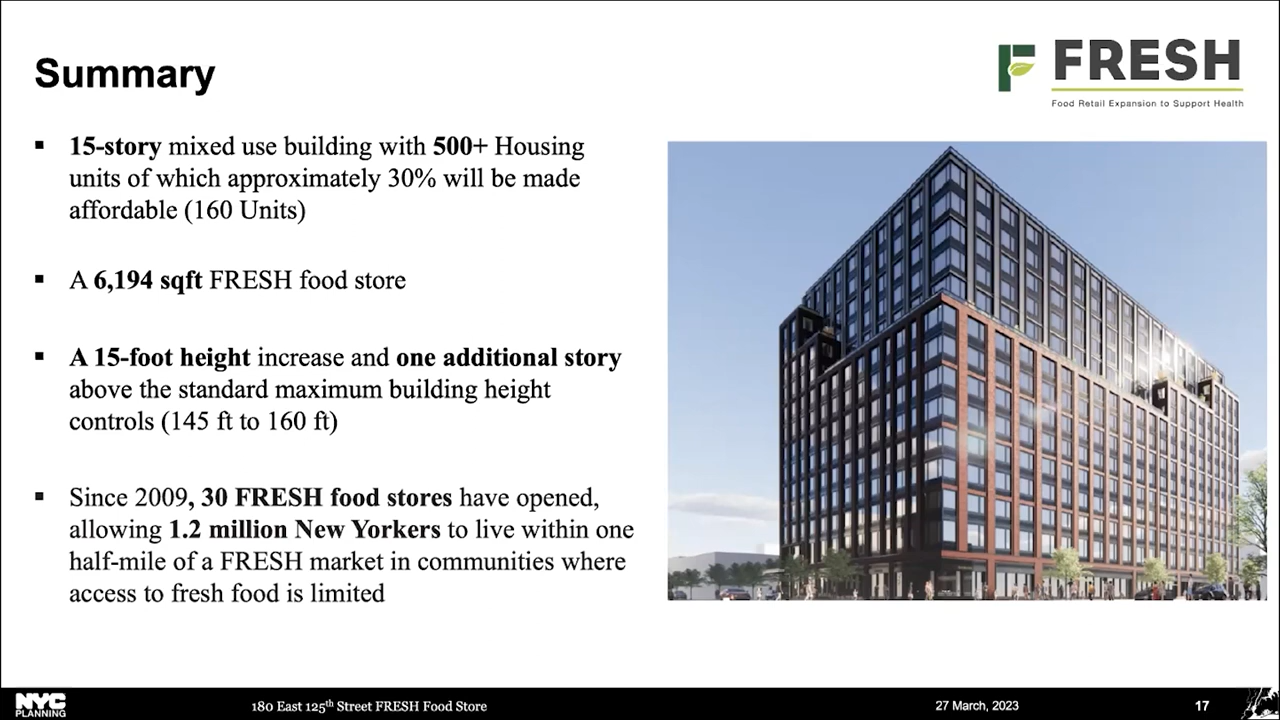 Summary
FRESH
Food Retail Expansion to Support Health
▪ 15-story mixed use building with 500+ Housing
units of which approximately 30% will be made
affordable (160 Units)
▪ A 6,194 sqft FRESH food store
▪ A 15-foot height increase and one additional story
above the standard maximum building height
controls (145 ft to 160 ft)
▪ Since 2009, 30 FRESH food stores have opened,
allowing 1.2 million New Yorkers to live within one
half-mile of a FRESH market in communities where
access to fresh food is limited
NYC
PLANNING
180 East 125th Street FRESH Food Store
27 March, 2023
17